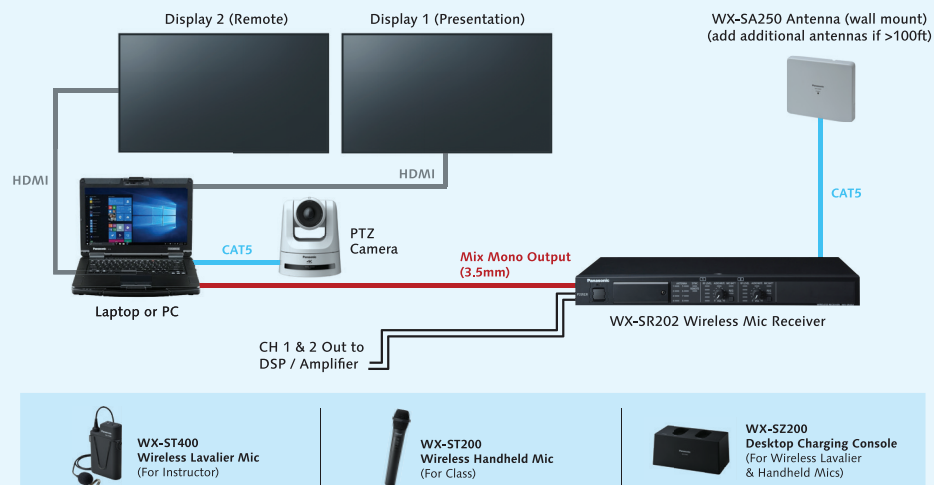 Display 2 (Remote)
Display 1 (Presentation)
WX-SA250 Antenna (wall mount)
(add additional antennas if >100ft)
HDMI
HDMI
CAT5
CAT5
PTZ
Camera
Mix Mono Output
(3.5mm)
Laptop or PC
Panasonic
POWER
WX-SR202 Wireless Mic Receiver
CH 1 & 2 Out to
DSP / Amplifier
WX-ST400
Wireless Lavalier Mic
(For Instructor)
WX-ST200
Wireless Handheld Mic
(For Class)
WX-SZ200
Desktop Charging Console
(For Wireless Lavalier
& Handheld Mics)